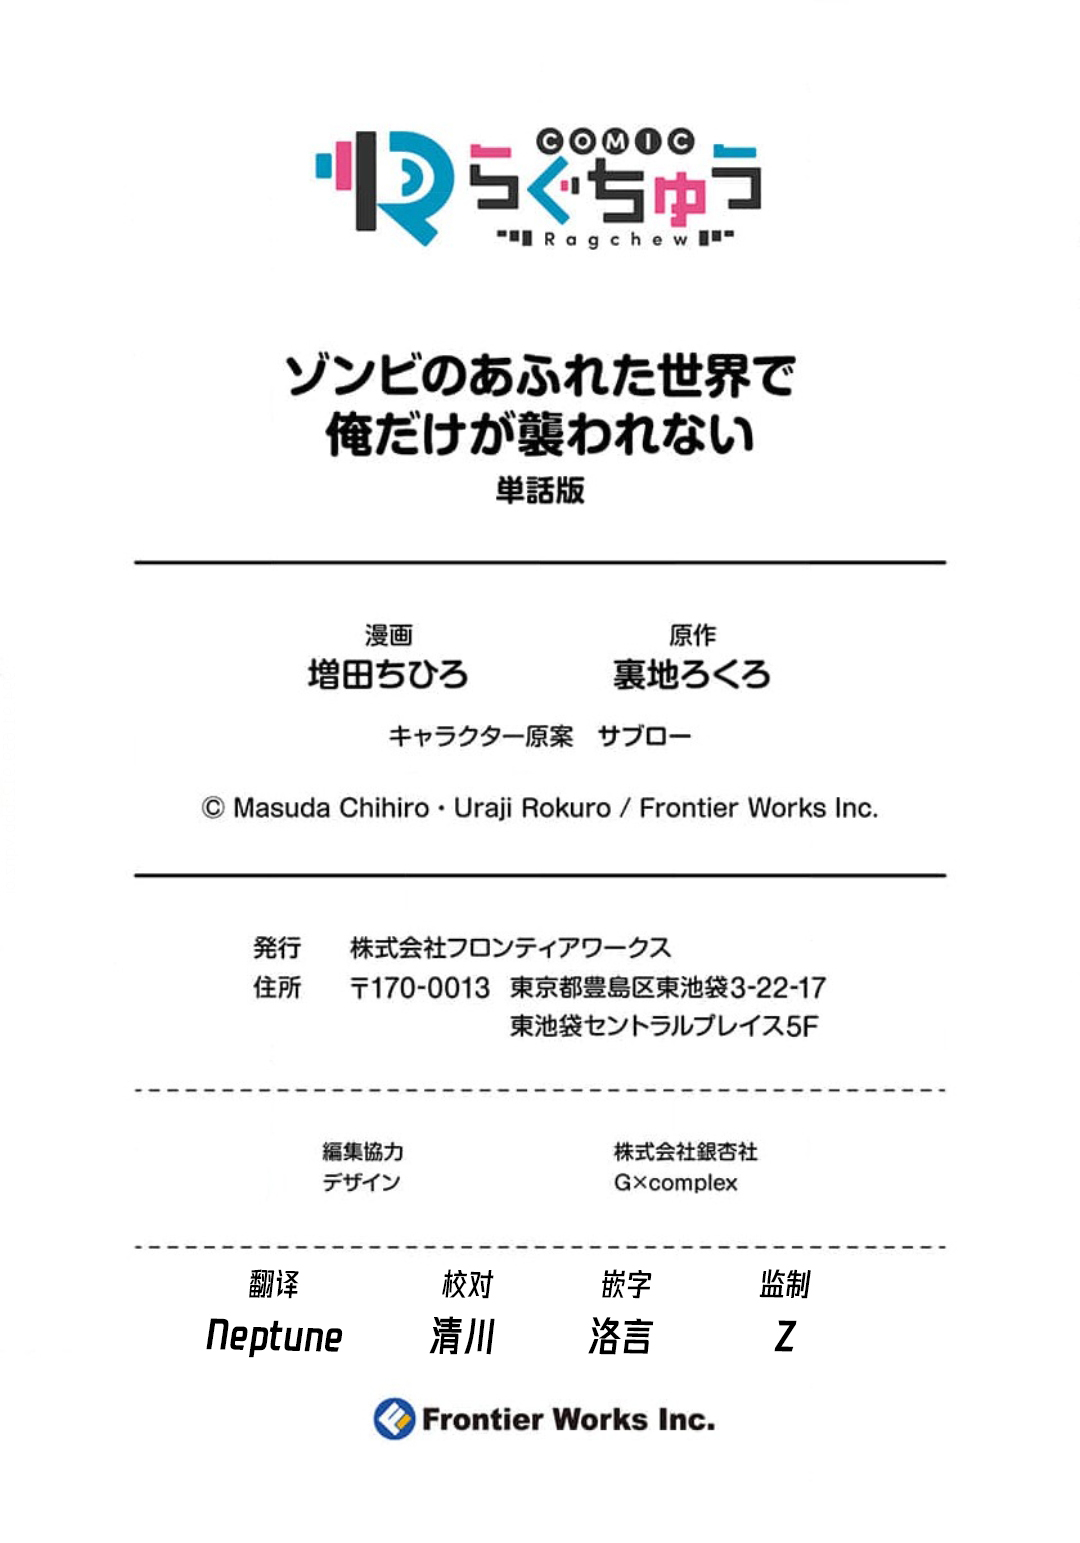 COMIC
らぐちゅう
Ragchew
ゾンビのあふれた世界で
俺だけが襲われない
単話版
漫画 原作
増田ちひろ 裏地ろくろ
キャラクター原案 サブロー
© Masuda Chihiro・Uraji Rokuro / Frontier Works Inc.
発行 株式会社フロンティアワークス
住所 〒170-0013 東京都豊島区東池袋3-22-17
東池袋セントラルプレイス5F
編集協力 株式会社銀杏社
デザイン G×complex
翻译 校对 嵌字 监制
Neptune 清川 洛言 Z
Frontier Works Inc.